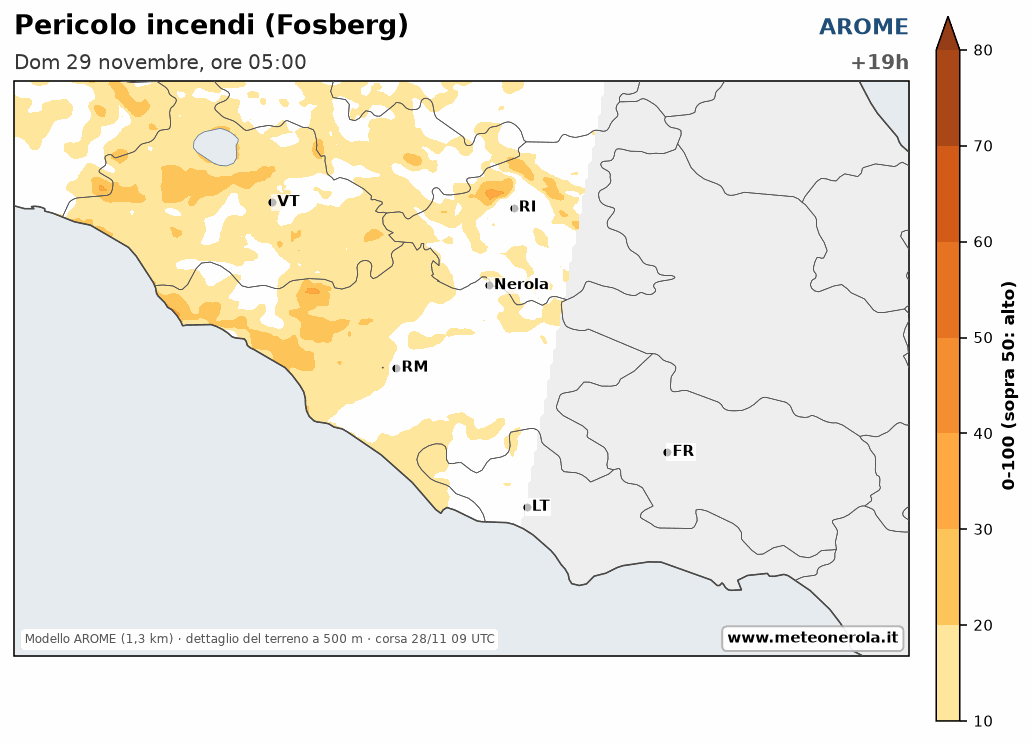 Pericolo incendi (Fosberg)
AROME
Dom 29 novembre, ore 05:00
+19h
VT
RI
Nerola
RM
FR
LT
Modello AROME (1,3 km) · dettaglio del terreno a 500 m · corsa 28/11 09 UTC
www.meteonerola.it
80
70
60
50
40
30
20
10
0-100 (sopra 50: alto)